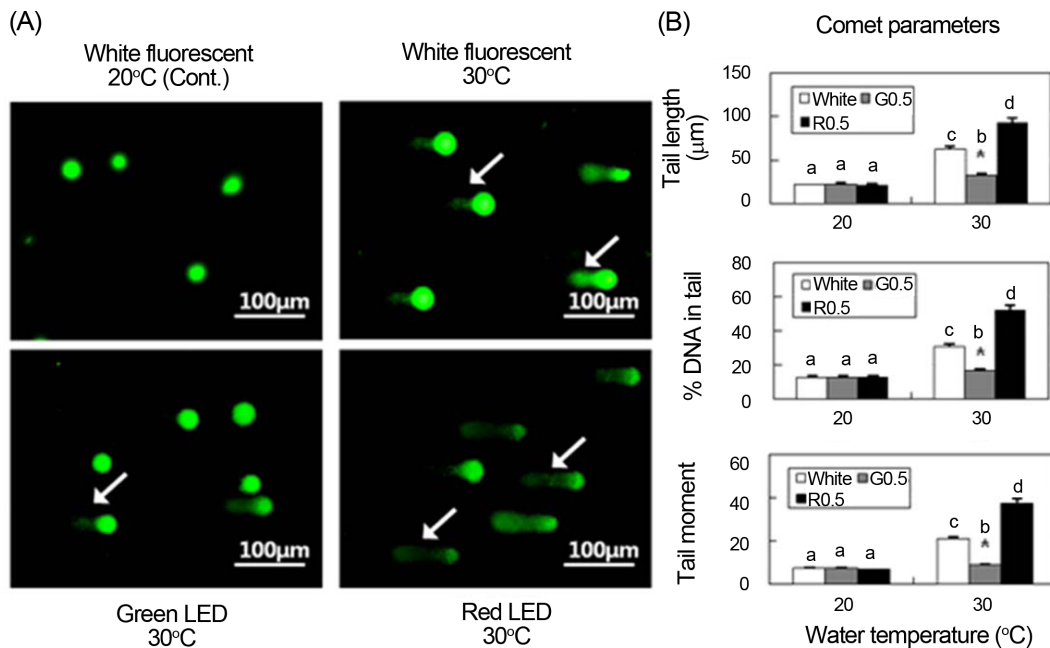 (A)
White fluorescent
20°C (Cont.)
White fluorescent
30°C
100μm
100μm
100μm
100μm
Green LED
30°C
Red LED
30°C
(B)
Comet parameters
Tail length
(μm)
150
100
50
0
White G0.5
R0.5
a a a
c b d
*
20 30
% DNA in tail
80
60
40
20
0
White G0.5
R0.5
a a a
c b d
*
20 30
Tail moment
60
40
20
0
White G0.5
R0.5
a a a
c b d
*
20 30
Water temperature (°C)